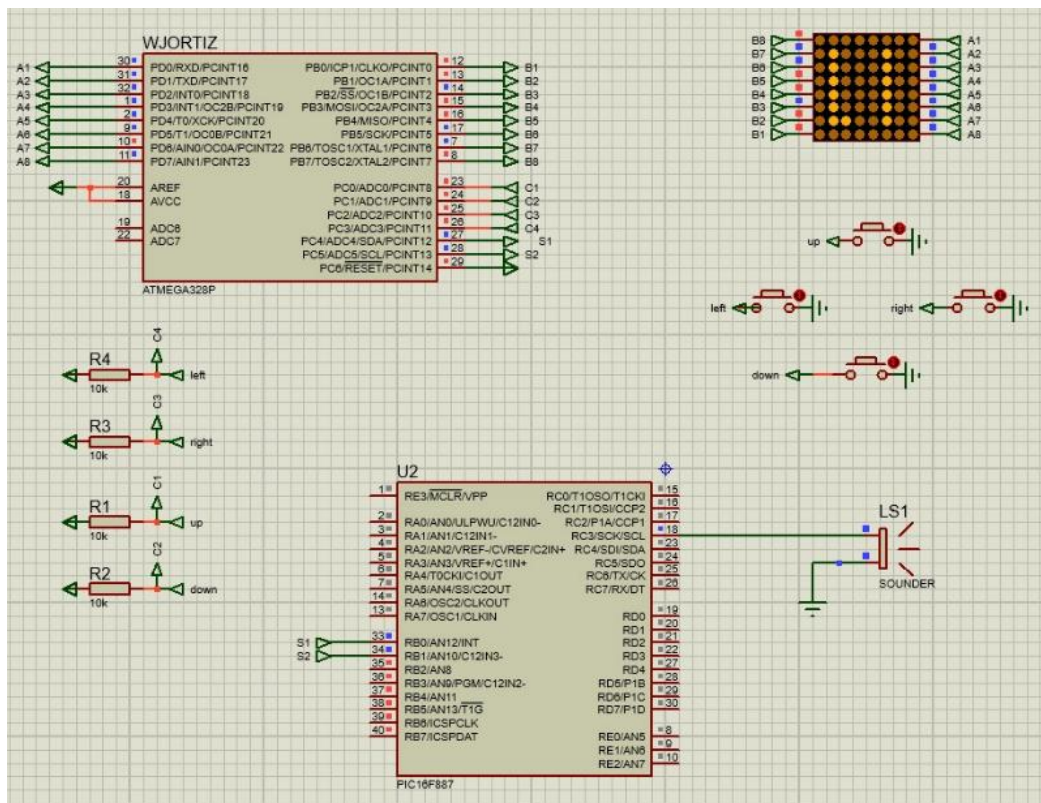 WJORTIZ
A1 30 PD0/RXD/PCINT16 PB0/ICP1/CLKO/PCINT0 12 B1
A2 31 PD1/TXD/PCINT17 PB1/OC1A/PCINT1 13 B2
A3 32 PD2/INT0/PCINT18 PB2/SS/OC1B/PCINT2 14 B3
A4 1 PD3/INT1/OC2B/PCINT19 PB3/MOSI/OC2A/PCINT3 15 B4
A5 2 PD4/T0/XCK/PCINT20 PB4/MISO/PCINT4 16 B5
A6 9 PD5/T1/OC0B/PCINT21 PB5/SCK/PCINT5 17 B6
A7 10 PD6/AIN0/OC0A/PCINT22 PB6/TOSC1/XTAL1/PCINT6 7 B7
A8 11 PD7/AIN1/PCINT23 PB7/TOSC2/XTAL2/PCINT7 8 B8
20 AREF PC0/ADC0/PCINT8 23 C1
18 AVCC PC1/ADC1/PCINT9 24 C2
PC2/ADC2/PCINT10 25 C3
19 ADC6 PC3/ADC3/PCINT11 26 C4
22 ADC7 PC4/ADC4/SDA/PCINT12 27 S1
PC5/ADC5/SCL/PCINT13 28 S2
PC6/RESET/PCINT14 29
ATMEGA328P
B8 A1
B7 A2
B6 A3
B5 A4
B4 A5
B3 A6
B2 A7
B1 A8
up
left right
down
C4
R4
left
10k
C3
R3
right
10k
C1
R1
up
10k
C2
R2
down
10k
U2
1 RE3/MCLR/VPP RC0/T1OSO/T1CKI 15
RC1/T1OSI/CCP2 16
2 RA0/AN0/ULPWU/C12IN0- RC2/P1A/CCP1 17
3 RA1/AN1/C12IN1- RC3/SCK/SCL 18
4 RA2/AN2/VREF-/CVREF/C2IN+ RC4/SDI/SDA 23
5 RA3/AN3/VREF+/C1IN+ RC5/SDO 24
6 RA4/T0CKI/C1OUT RC6/TX/CK 25
7 RA5/AN4/SS/C2OUT RC7/RX/DT 26
14 RA6/OSC2/CLKOUT
13 RA7/OSC1/CLKIN RD0 19
RD1 20
S1 33 RB0/AN12/INT RD2 21
S2 34 RB1/AN10/C12IN3- RD3 22
35 RB2/AN8 RD4 27
36 RB3/AN9/PGM/C12IN2- RD5/P1B 28
37 RB4/AN11 RD6/P1C 29
38 RB5/AN13/T1G RD7/P1D 30
39 RB6/ICSPCLK
40 RB7/ICSPDAT RE0/AN5 8
RE1/AN6 9
RE2/AN7 10
PIC16F887
LS1
SOUNDER